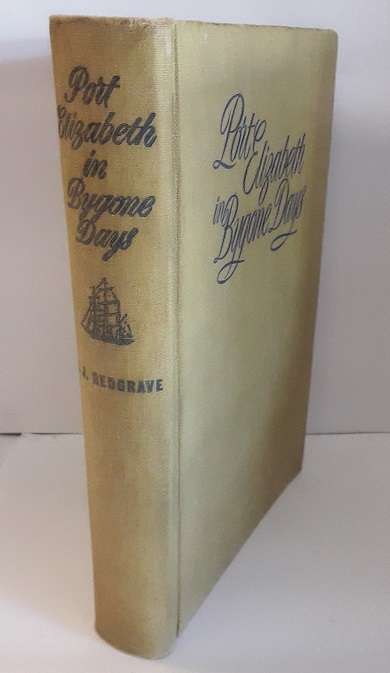 Port
Elizabeth
in
Bygone
Days
J. REDGRAVE
Port
Elizabeth
in
Bygone Days